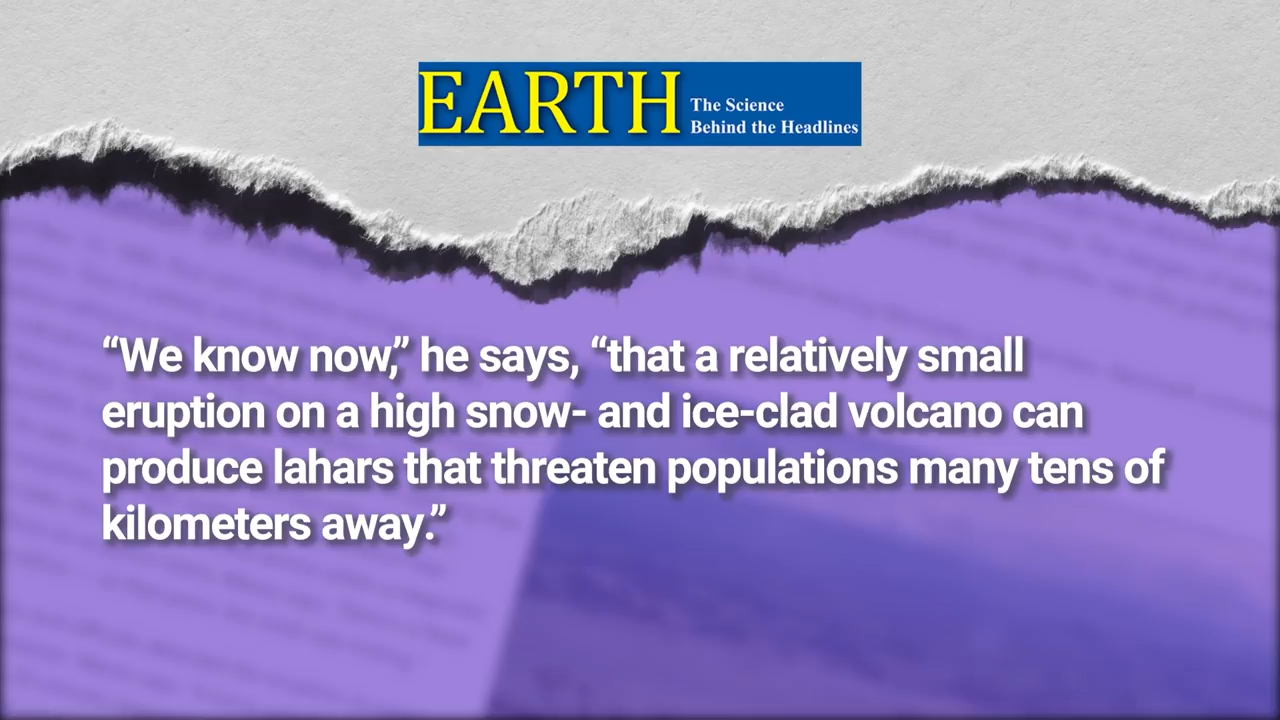 EARTH
The Science
Behind the Headlines
“We know now,” he says, “that a relatively small
eruption on a high snow- and ice-clad volcano can
produce lahars that threaten populations many tens of
kilometers away.”